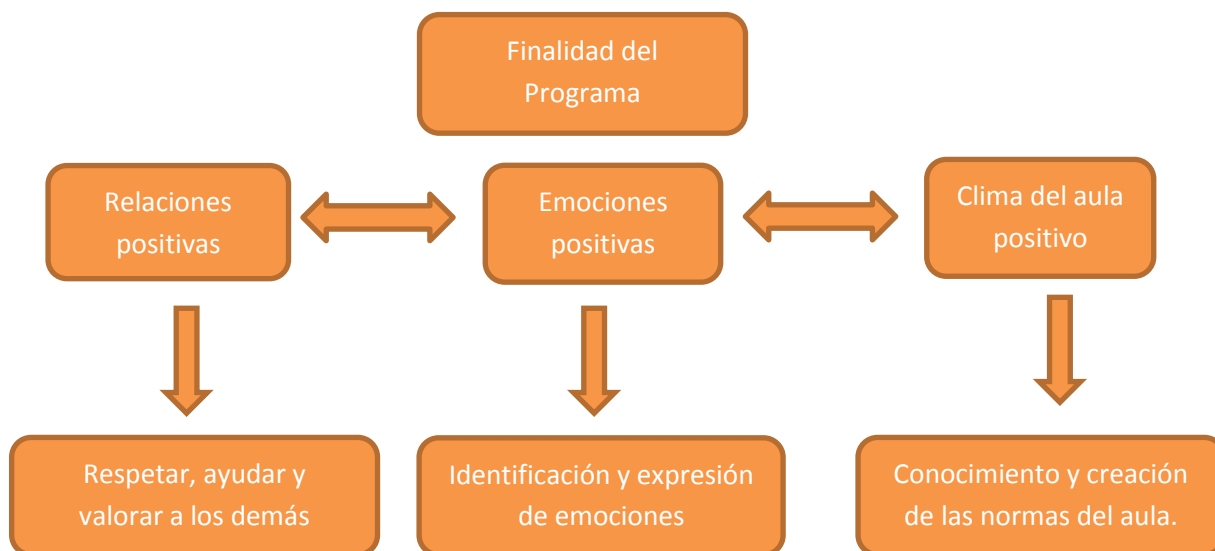 Finalidad del
Programa
Relaciones
positivas
Emociones
positivas
Clima del aula
positivo
Respetar, ayudar y
valorar a los demás
Identificación y expresión
de emociones
Conocimiento y creación
de las normas del aula.